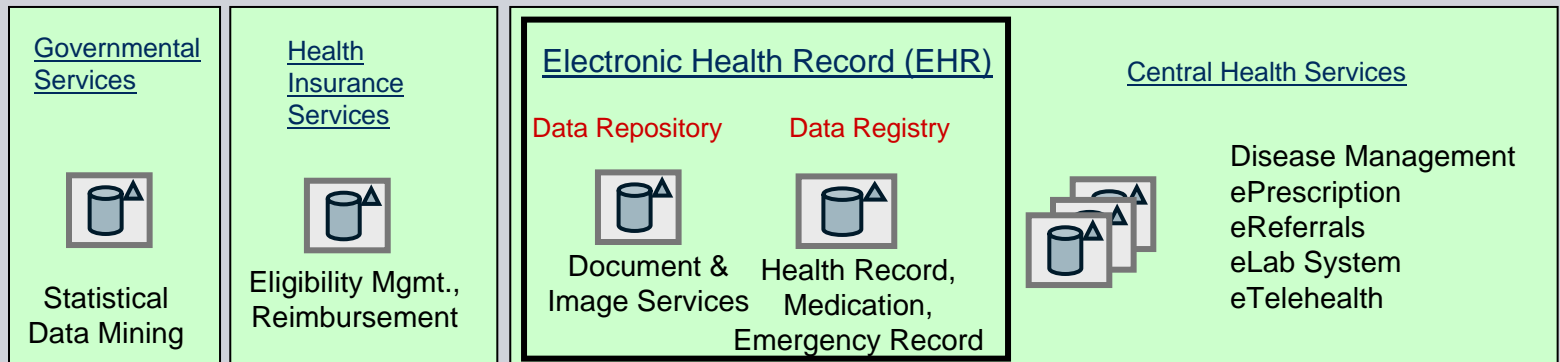 Governmental
Services
Statistical
Data Mining
Health
Insurance
Services
Eligibility Mgmt.,
Reimbursement
Electronic Health Record (EHR)
Data Repository
Document &
Image Services
Data Registry
Health Record,
Medication,
Emergency Record
Central Health Services
Disease Management
ePrescription
eReferrals
eLab System
eTelehealth